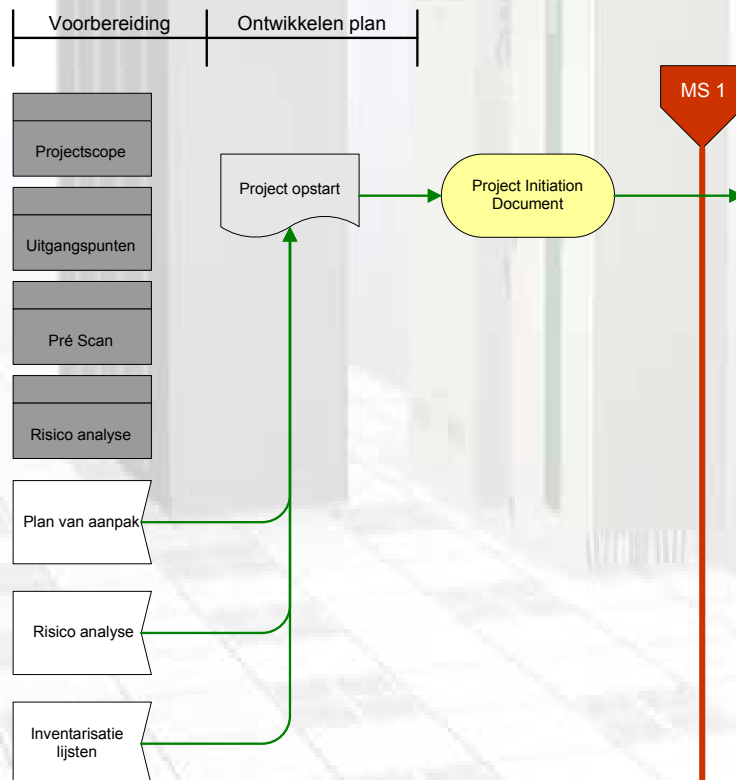 Voorbereiding
Ontwikkelen plan
MS 1
Projectscope
Project opstart
Project Initiation
Document
Uitgangspunten
Pré Scan
Risico analyse
Plan van aanpak
Risico analyse
Inventarisatie
lijsten